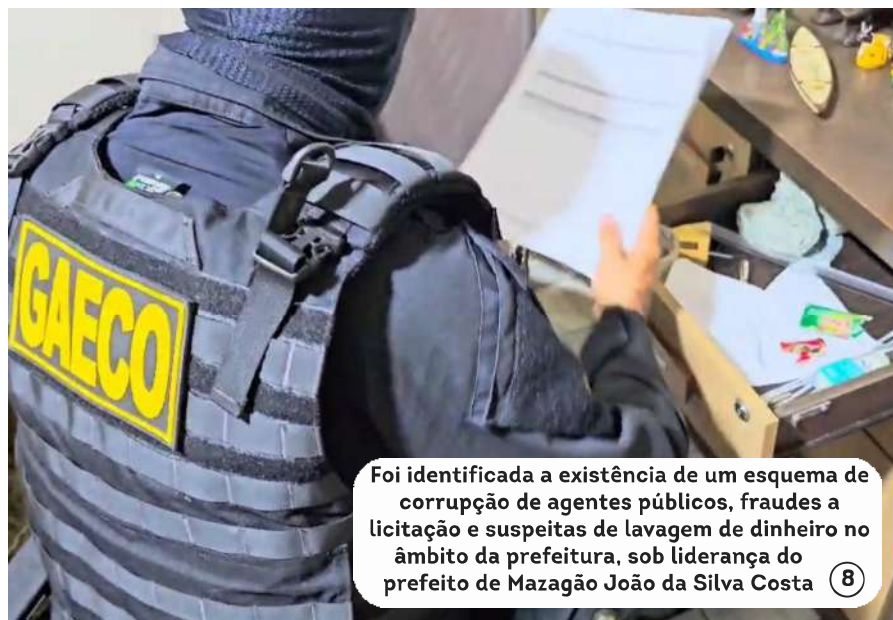 GAECO
Foi identificada a existência de um esquema de
corrupção de agentes públicos, fraudes a
licitação e suspeitas de lavagem de dinheiro no
âmbito da prefeitura, sob liderança do
prefeito de Mazagão João da Silva Costa
8